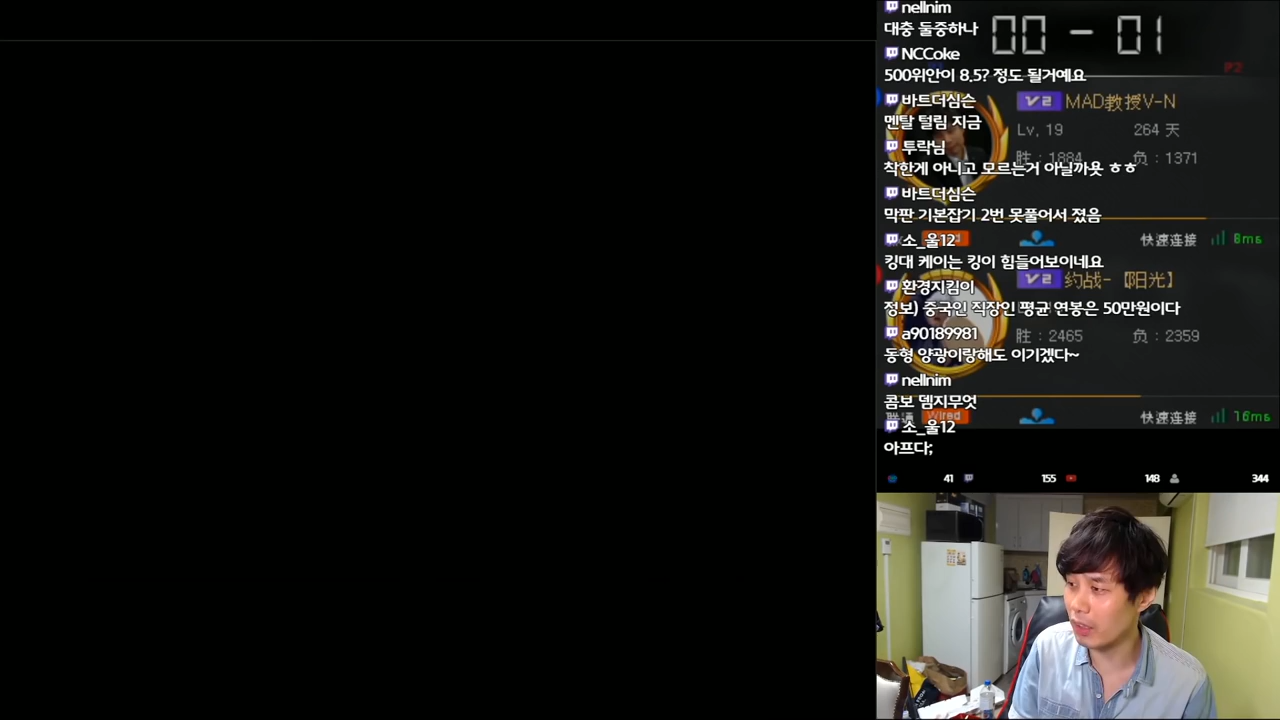 nellnim
대충 둘중하나
00 - 01
NCCoke
500위안이 8.5? 정도 될거예요
P2
바트더심슨
V2 MAD教授V-N
멘탈 털림 지금
Lv. 19 264 天
투락님
胜：1884 负：1371
착한게 아니고 모르는거 아닐까욧 ㅎㅎ
바트더심슨
막판 기본잡기 2번 못풀어서 졌음
소_울12
快速连接 8ms
킹대 케이는 킹이 힘들어보이네요
환경지킴이
V2 约战-【阳光】
정보) 중국인 직장인 평균 연봉은 50만원이다
a90189981
胜：2465 负：2359
동형 양광이랑해도 이기겠다~
nellnim
콤보 뎀지무엇
Wired 快速连接 16ms
소_울12
아프다;
41 155 148 344